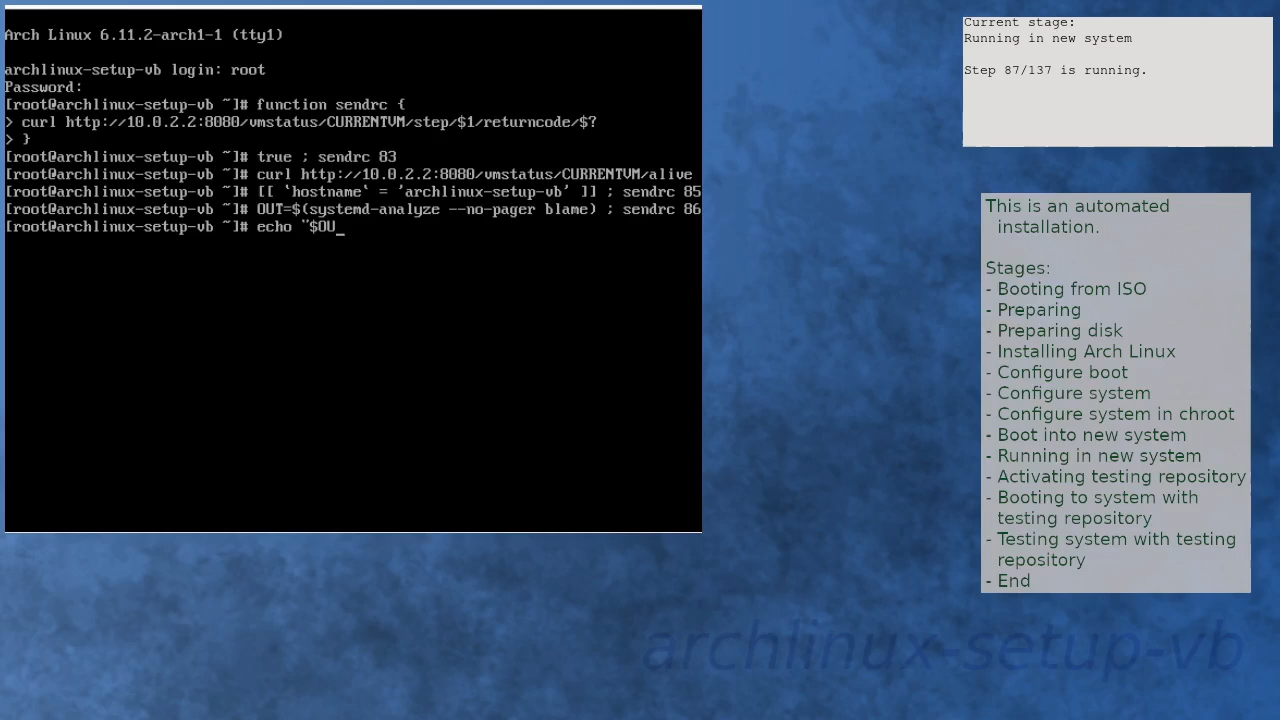 Arch Linux 6.11.2-arch1-1 (tty1)
archlinux-setup-vb login: root
Password:
[root@archlinux-setup-vb ~]# function sendrc {
> curl http://10.0.2.2:8080/vmstatus/CURRENTVM/step/$1/returncode/$?
> }
[root@archlinux-setup-vb ~]# true ; sendrc 83
[root@archlinux-setup-vb ~]# curl http://10.0.2.2:8080/vmstatus/CURRENTVM/alive
[root@archlinux-setup-vb ~]# [[ `hostname` = 'archlinux-setup-vb' ]] ; sendrc 85
[root@archlinux-setup-vb ~]# OUT=$(systemd-analyze --no-pager blame) ; sendrc 86
[root@archlinux-setup-vb ~]# echo "$OU_
Current stage:
Running in new system
Step 87/137 is running.
This is an automated
installation.
Stages:
- Booting from ISO
- Preparing
- Preparing disk
- Installing Arch Linux
- Configure boot
- Configure system
- Configure system in chroot
- Boot into new system
- Running in new system
- Activating testing repository
- Booting to system with
testing repository
- Testing system with testing
repository
- End
archlinux-setup-vb